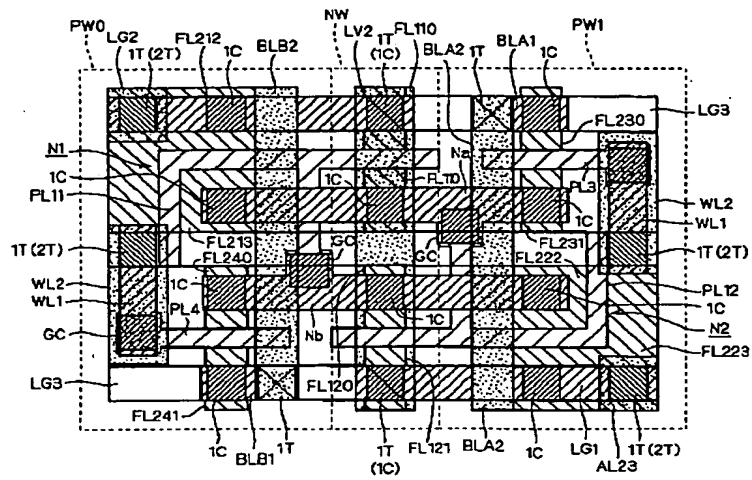 PW0 LG2 1T(2T) FL212 1C BLB2 NW LV2 1T (1C) FL110 BLA2 1T BLA1 1C PW1
LG3
FL230
N1
1C
PL11
Na
PL3
WL2
WL1
FL110
1C
1C
1T(2T)
FL213
FL240
GC
GC
FL231
FL222
1T(2T)
WL2
WL1
1C
PL12
1C
PL4
Nb
1C
N2
GC
FL223
LG3
FL120
FL241
1C
BLB1
1T
1T (1C)
FL121
BLA2
1C
LG1
AL23
1T(2T)